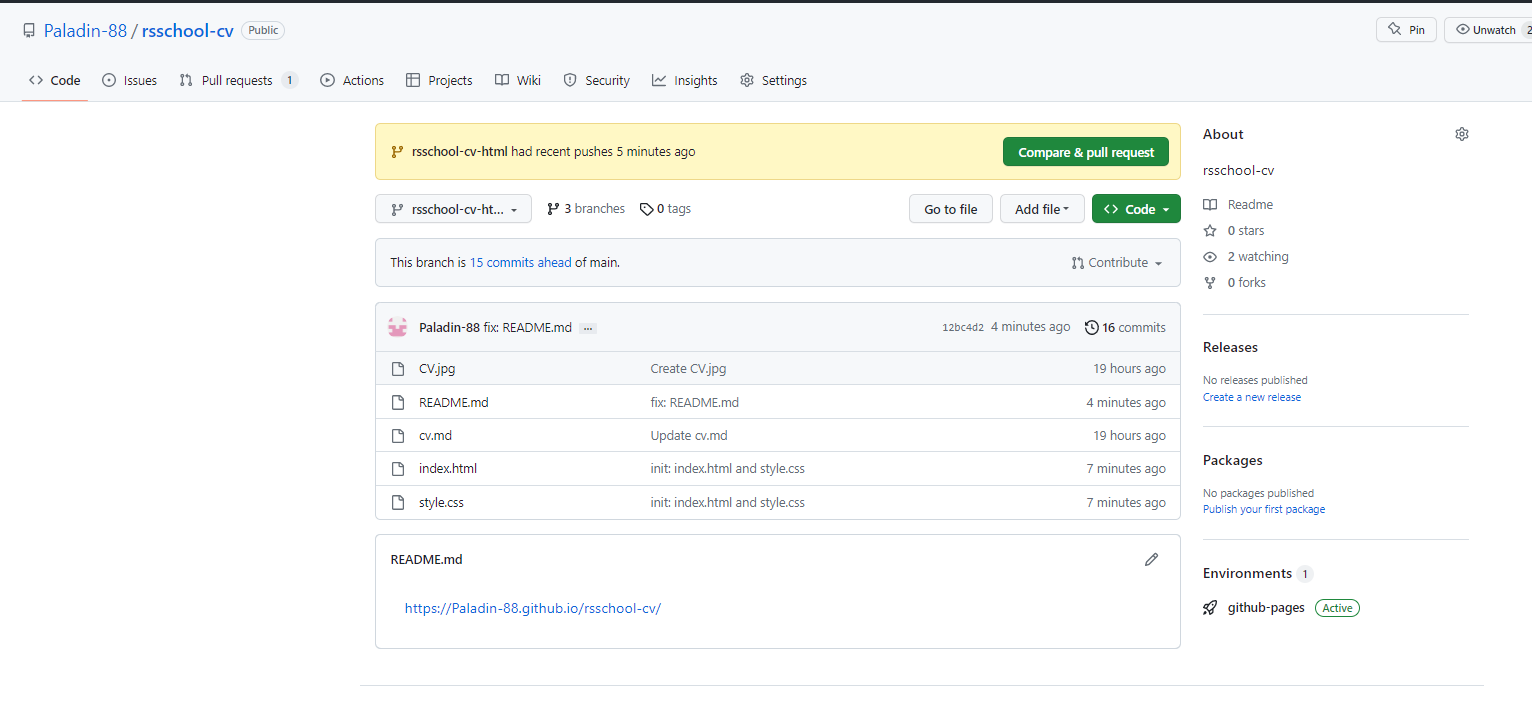 Paladin-88 / rsschool-cv Public
Pin
Unwatch 2
Code
Issues
Pull requests 1
Actions
Projects
Wiki
Security
Insights
Settings
rsschool-cv-html had recent pushes 5 minutes ago
Compare & pull request
rsschool-cv-ht...
3 branches
0 tags
Go to file
Add file
Code
This branch is 15 commits ahead of main.
Contribute
Paladin-88 fix: README.md ...
12bc4d2 4 minutes ago
16 commits
CV.jpg Create CV.jpg 19 hours ago
README.md fix: README.md 4 minutes ago
cv.md Update cv.md 19 hours ago
index.html init: index.html and style.css 7 minutes ago
style.css init: index.html and style.css 7 minutes ago
README.md
https://Paladin-88.github.io/rsschool-cv/
About
rsschool-cv
Readme
0 stars
2 watching
0 forks
Releases
No releases published
Create a new release
Packages
No packages published
Publish your first package
Environments 1
github-pages Active